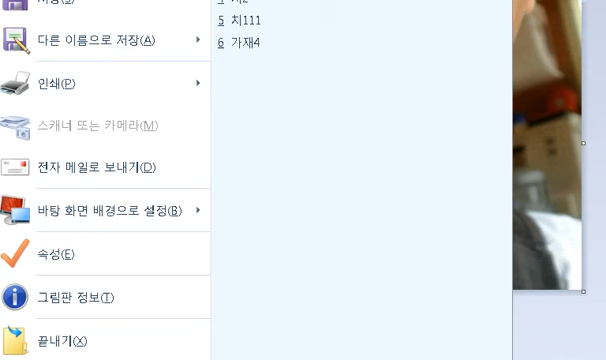 다른 이름으로 저장(A)
인쇄(P)
스캐너 또는 카메라(M)
전자 메일로 보내기(D)
바탕 화면 배경으로 설정(B)
속성(E)
그림판 정보(T)
끝내기(X)
5 치111
6 가재4